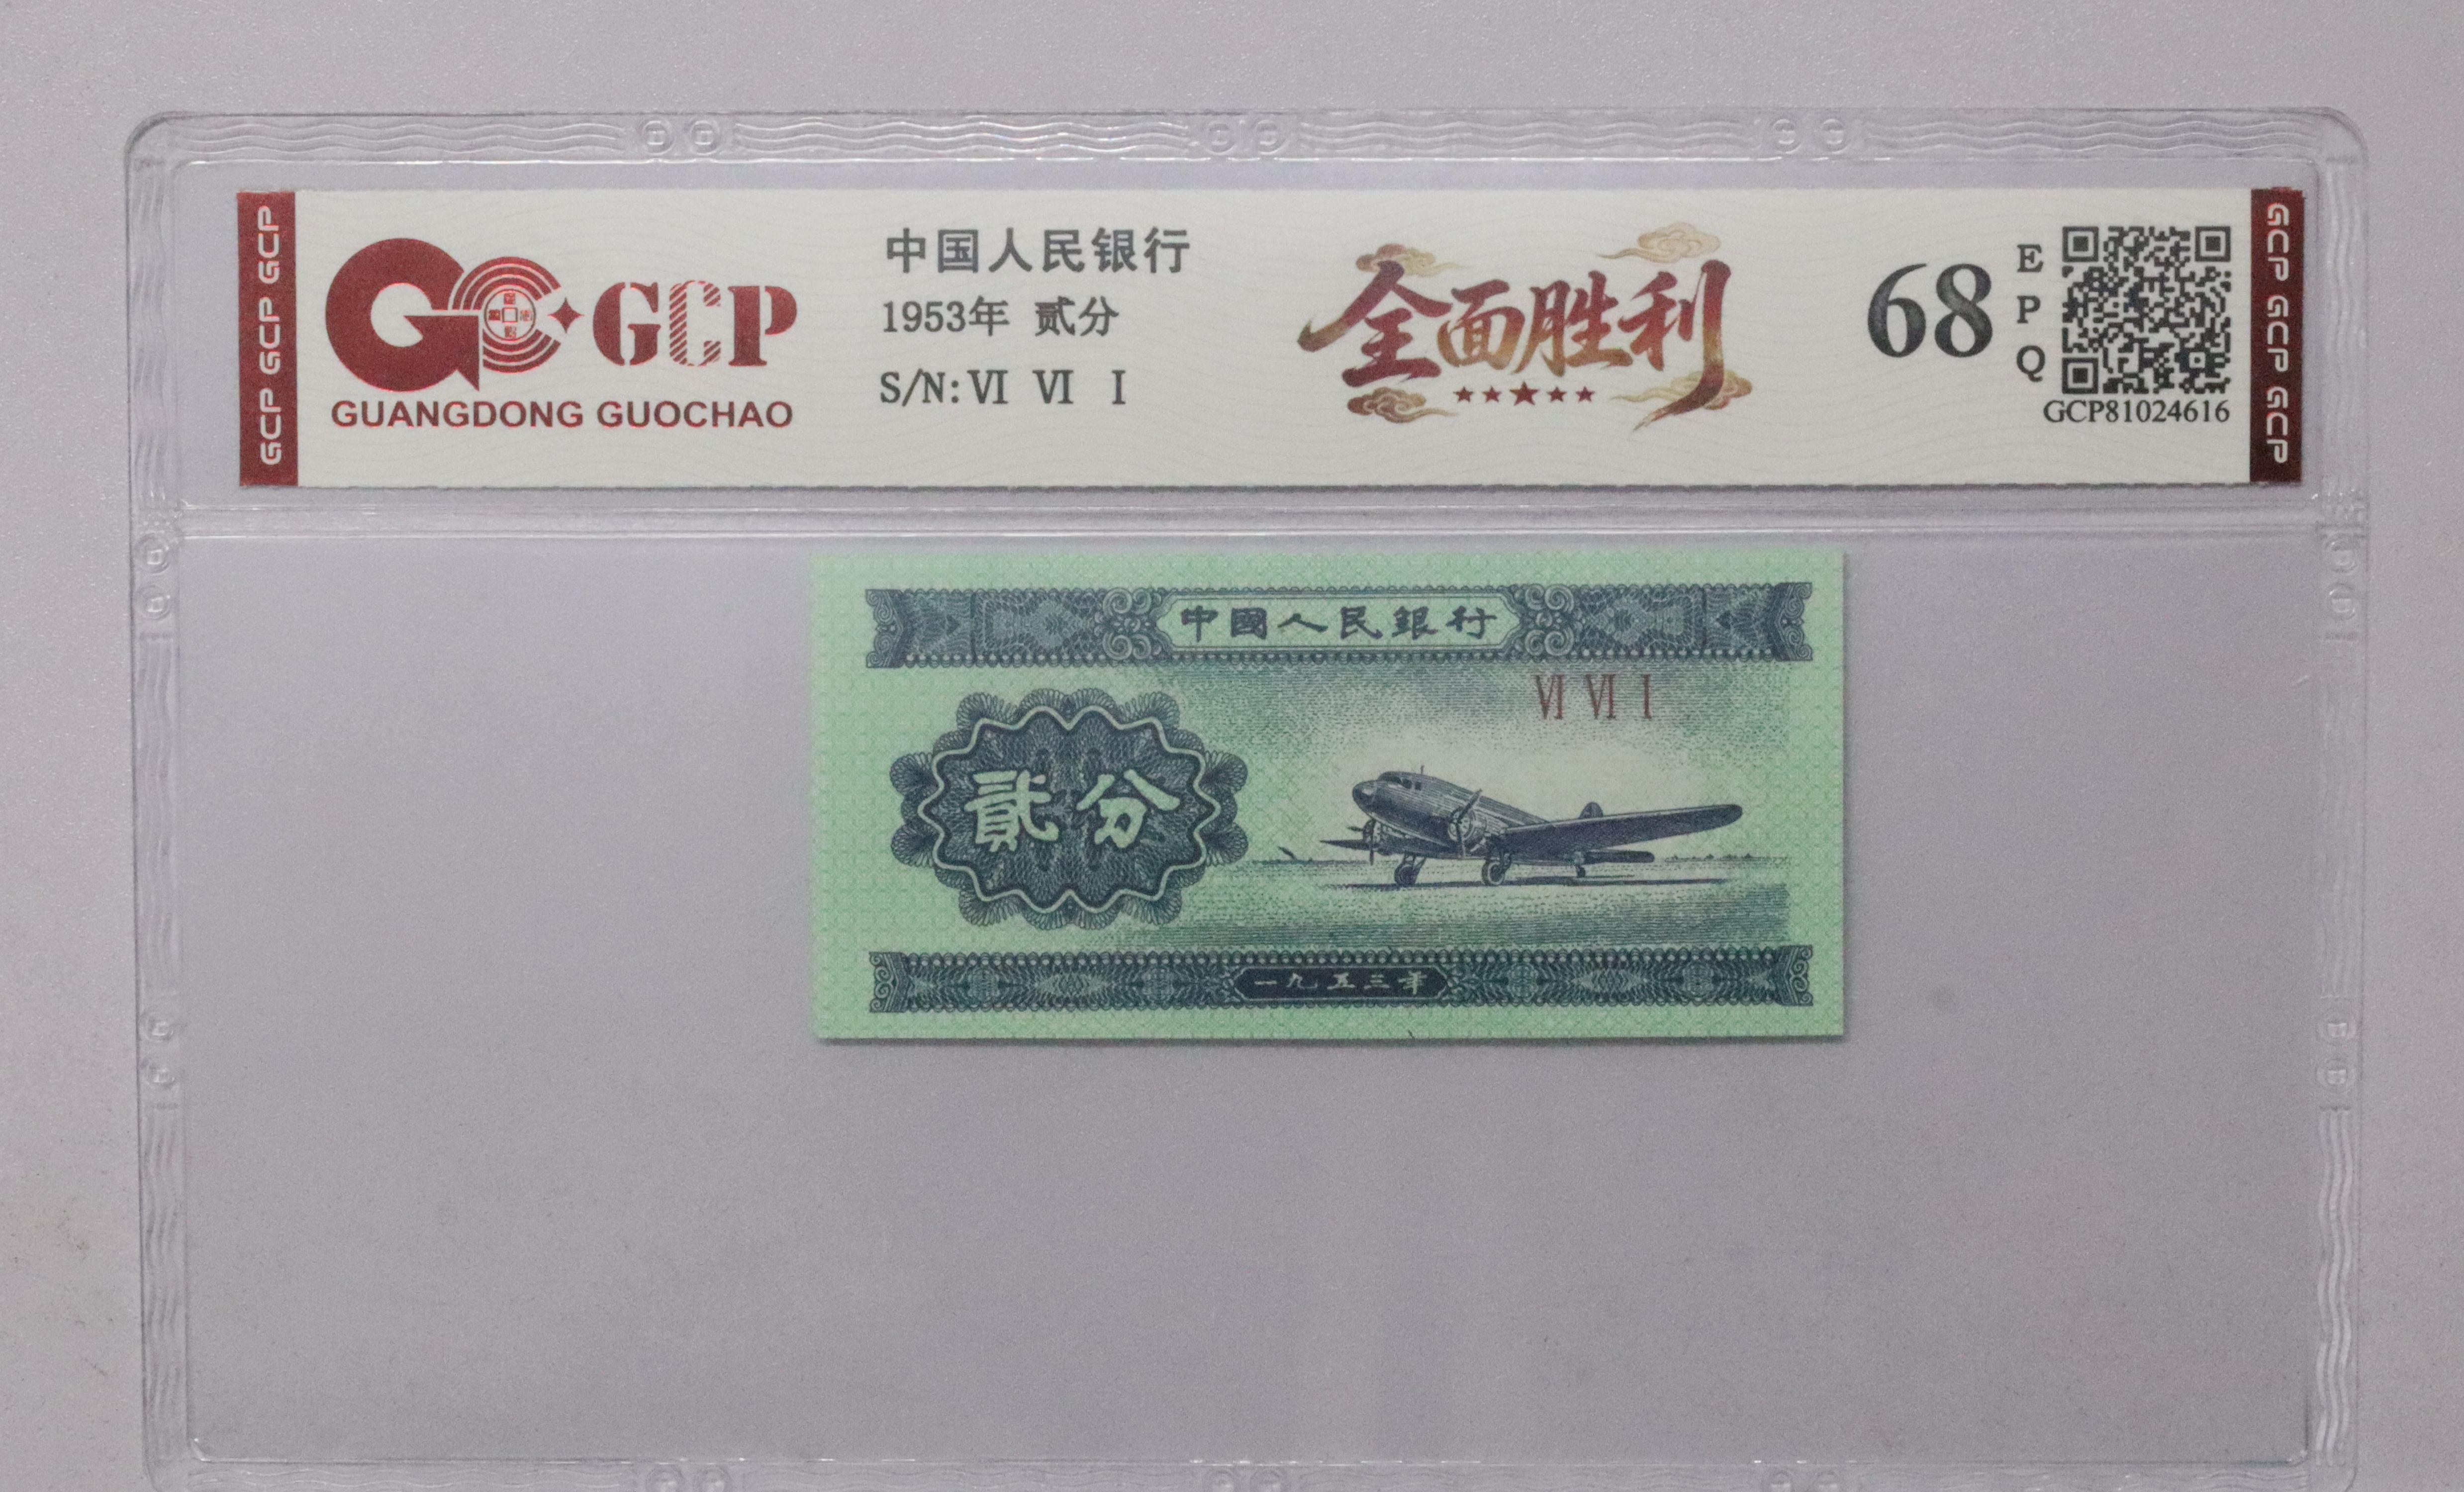 GCP GCP GCP
GCP
GUANGDONG GUOCHAO
中国人民银行
1953年 贰分
S/N: VI VI I
全面胜利
68
E
P
Q
GCP81024616
GCP GCP GCP
中國人民銀行
VI VI I
貳分
一九五三年